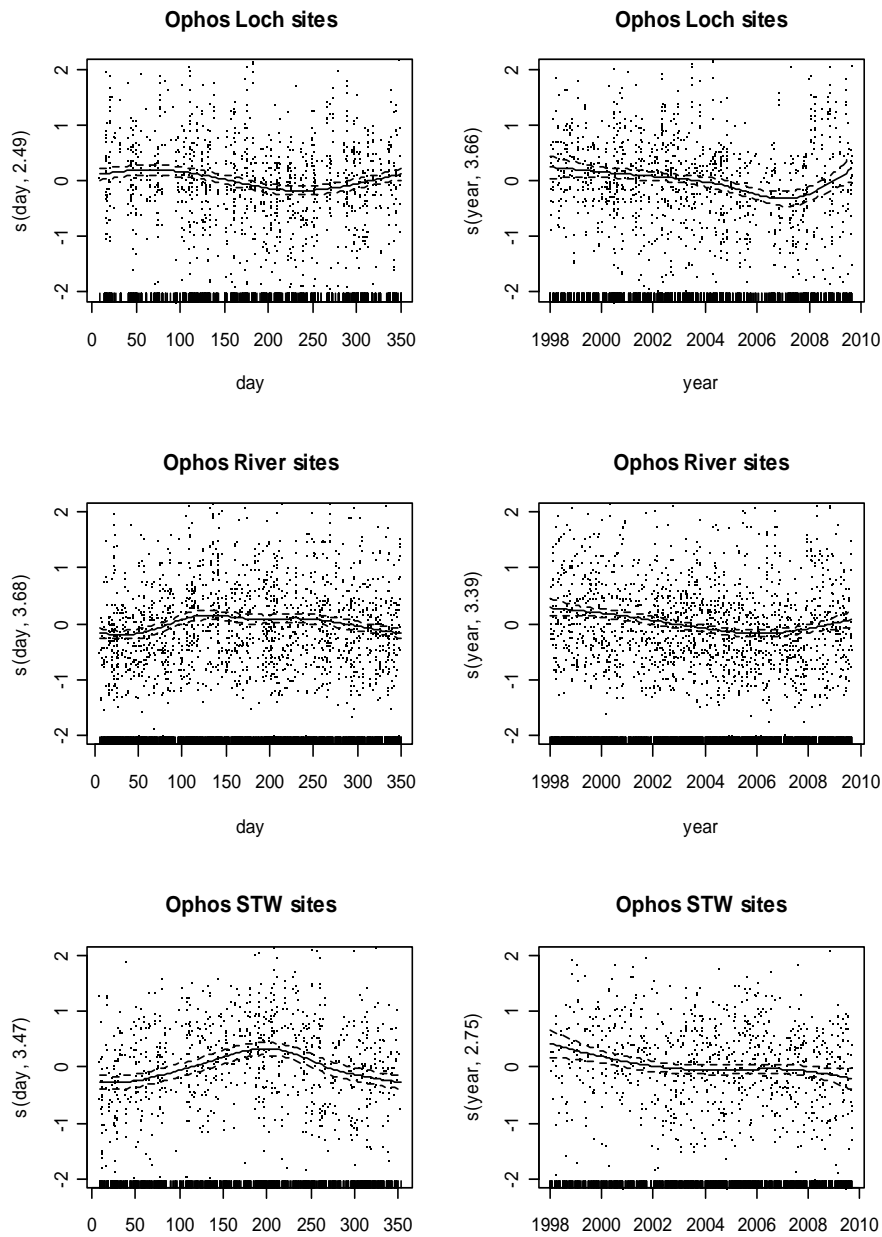 Ophos Loch sites
s(day, 2.49)
2
1
0
-1
-2
0 50 100 150 200 250 300 350
day
Ophos Loch sites
s(year, 3.66)
2
1
0
-1
-2
1998 2000 2002 2004 2006 2008 2010
year
Ophos River sites
s(day, 3.68)
2
1
0
-1
-2
0 50 100 150 200 250 300 350
day
Ophos River sites
s(year, 3.39)
2
1
0
-1
-2
1998 2000 2002 2004 2006 2008 2010
year
Ophos STW sites
s(day, 3.47)
2
1
0
-1
-2
0 50 100 150 200 250 300 350
Ophos STW sites
s(year, 2.75)
2
1
0
-1
-2
1998 2000 2002 2004 2006 2008 2010